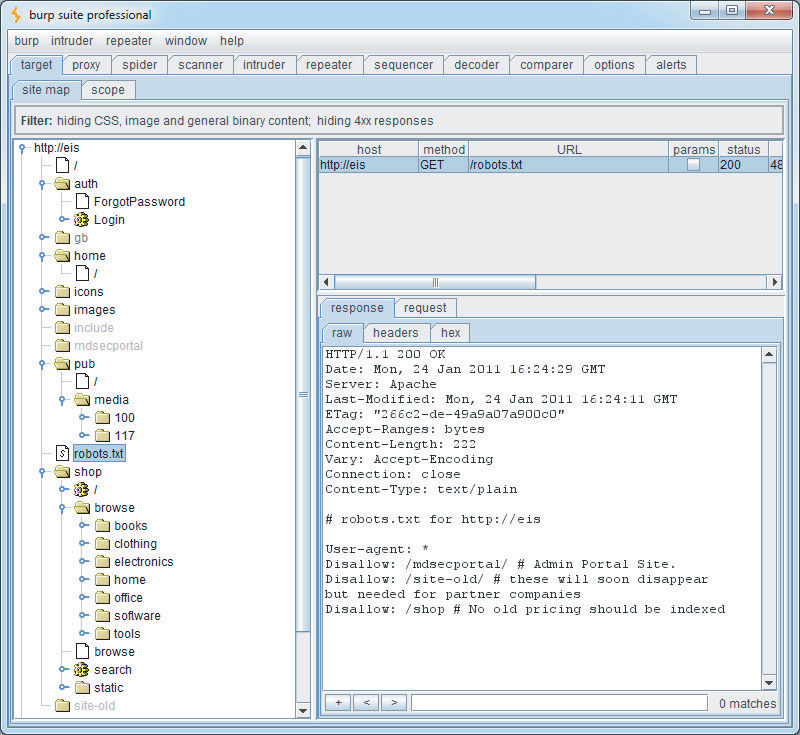 burp suite professional
burp intruder repeater window help
target proxy spider scanner intruder repeater sequencer decoder comparer options alerts
site map scope
Filter: hiding CSS, image and general binary content; hiding 4xx responses
http://eis
/
auth
ForgotPassword
Login
gb
home
/
icons
images
include
mdsecportal
pub
/
media
100
117
robots.txt
shop
/
browse
books
clothing
electronics
home
office
software
tools
browse
search
static
site-old
host method URL params status
http://eis GET /robots.txt 200 48
response request
raw headers hex
HTTP/1.1 200 OK
Date: Mon, 24 Jan 2011 16:24:29 GMT
Server: Apache
Last-Modified: Mon, 24 Jan 2011 16:24:11 GMT
ETag: "266c2-de-49a9a07a900c0"
Accept-Ranges: bytes
Content-Length: 222
Vary: Accept-Encoding
Connection: close
Content-Type: text/plain
# robots.txt for http://eis
User-agent: *
Disallow: /mdsecportal/ # Admin Portal Site.
Disallow: /site-old/ # these will soon disappear
but needed for partner companies
Disallow: /shop # No old pricing should be indexed
+ < > 0 matches